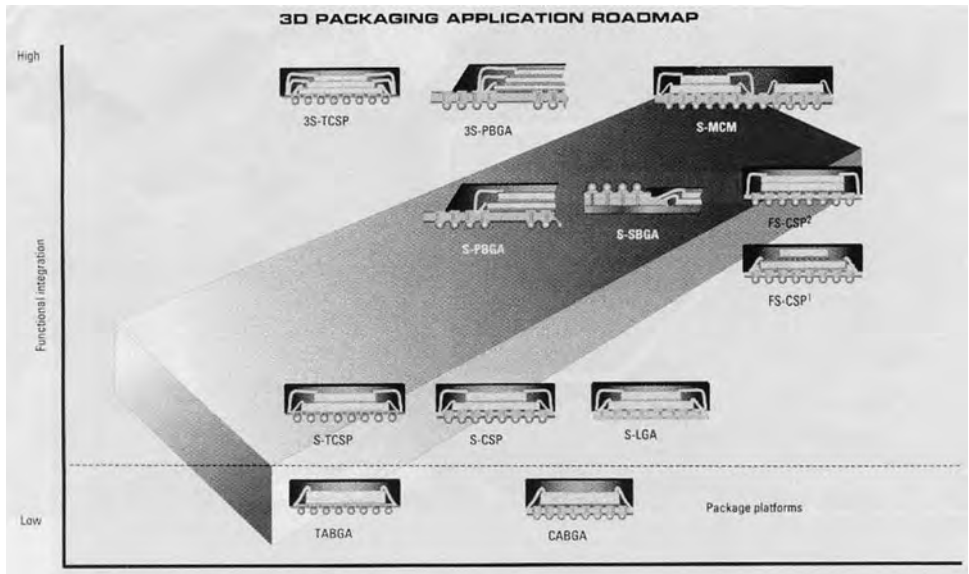 3D PACKAGING APPLICATION ROADMAP
High
3S-TCSP
3S-PBGA
S-MCM
S-PBGA
S-SBGA
FS-CSP²
FS-CSP¹
Functional integration
S-TCSP
S-CSP
S-LGA
Low
TABGA
CABGA
Package platforms